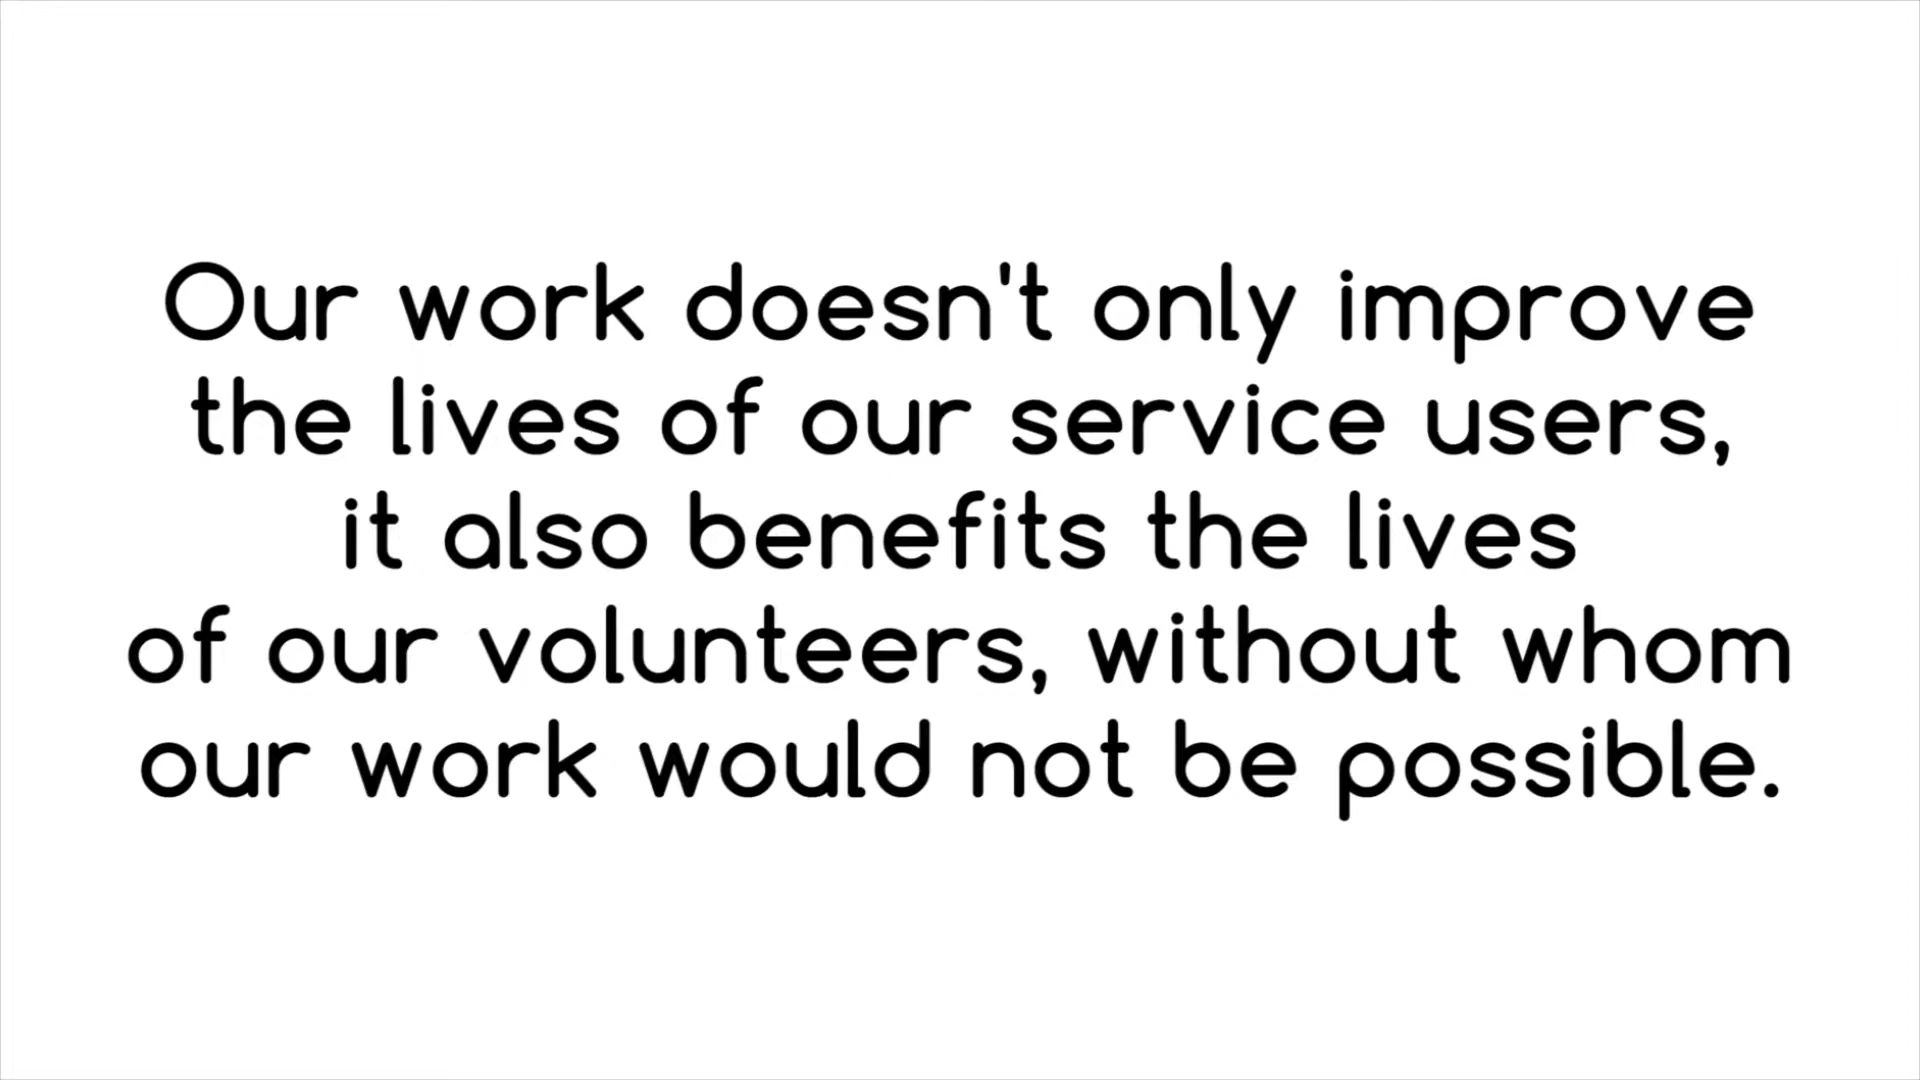 Our work doesn't only improve
the lives of our service users,
it also benefits the lives
of our volunteers, without whom
our work would not be possible.